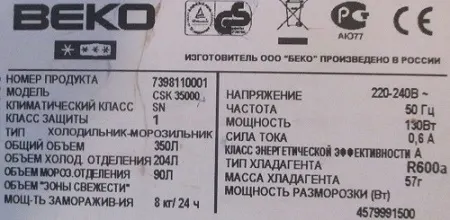 BEKO
АЮ77
ИЗГОТОВИТЕЛЬ ООО "БЕКО" ПРОИЗВЕДЕНО В РОССИИ
НОМЕР ПРОДУКТА 7398110001
МОДЕЛЬ CSK 35000
КЛИМАТИЧЕСКИЙ КЛАСС SN
КЛАСС ЗАЩИТЫ 1
ТИП ХОЛОДИЛЬНИК-МОРОЗИЛЬНИК
ОБЩИЙ ОБЪЕМ 350Л
ОБЪЕМ ХОЛОД. ОТДЕЛЕНИЯ 204Л
ОБЪЕМ МОРОЗ. ОТДЕЛЕНИЯ 90Л
ОБЪЕМ "ЗОНЫ СВЕЖЕСТИ"
МОЩ-ТЬ ЗАМОРАЖИВ-ИЯ 8 кг/ 24 ч
НАПРЯЖЕНИЕ 220-240В ~
ЧАСТОТА 50 Гц
МОЩНОСТЬ 130Вт
СИЛА ТОКА 0,6 А
КЛАСС ЭНЕРГЕТИЧЕСКОЙ ЭФФЕКТИВНОСТИ А
ТИП ХЛАДАГЕНТА R600a
МАССА ХЛАДАГЕНТА 57г
МОЩНОСТЬ РАЗМОРОЗКИ (Вт)
4579991500